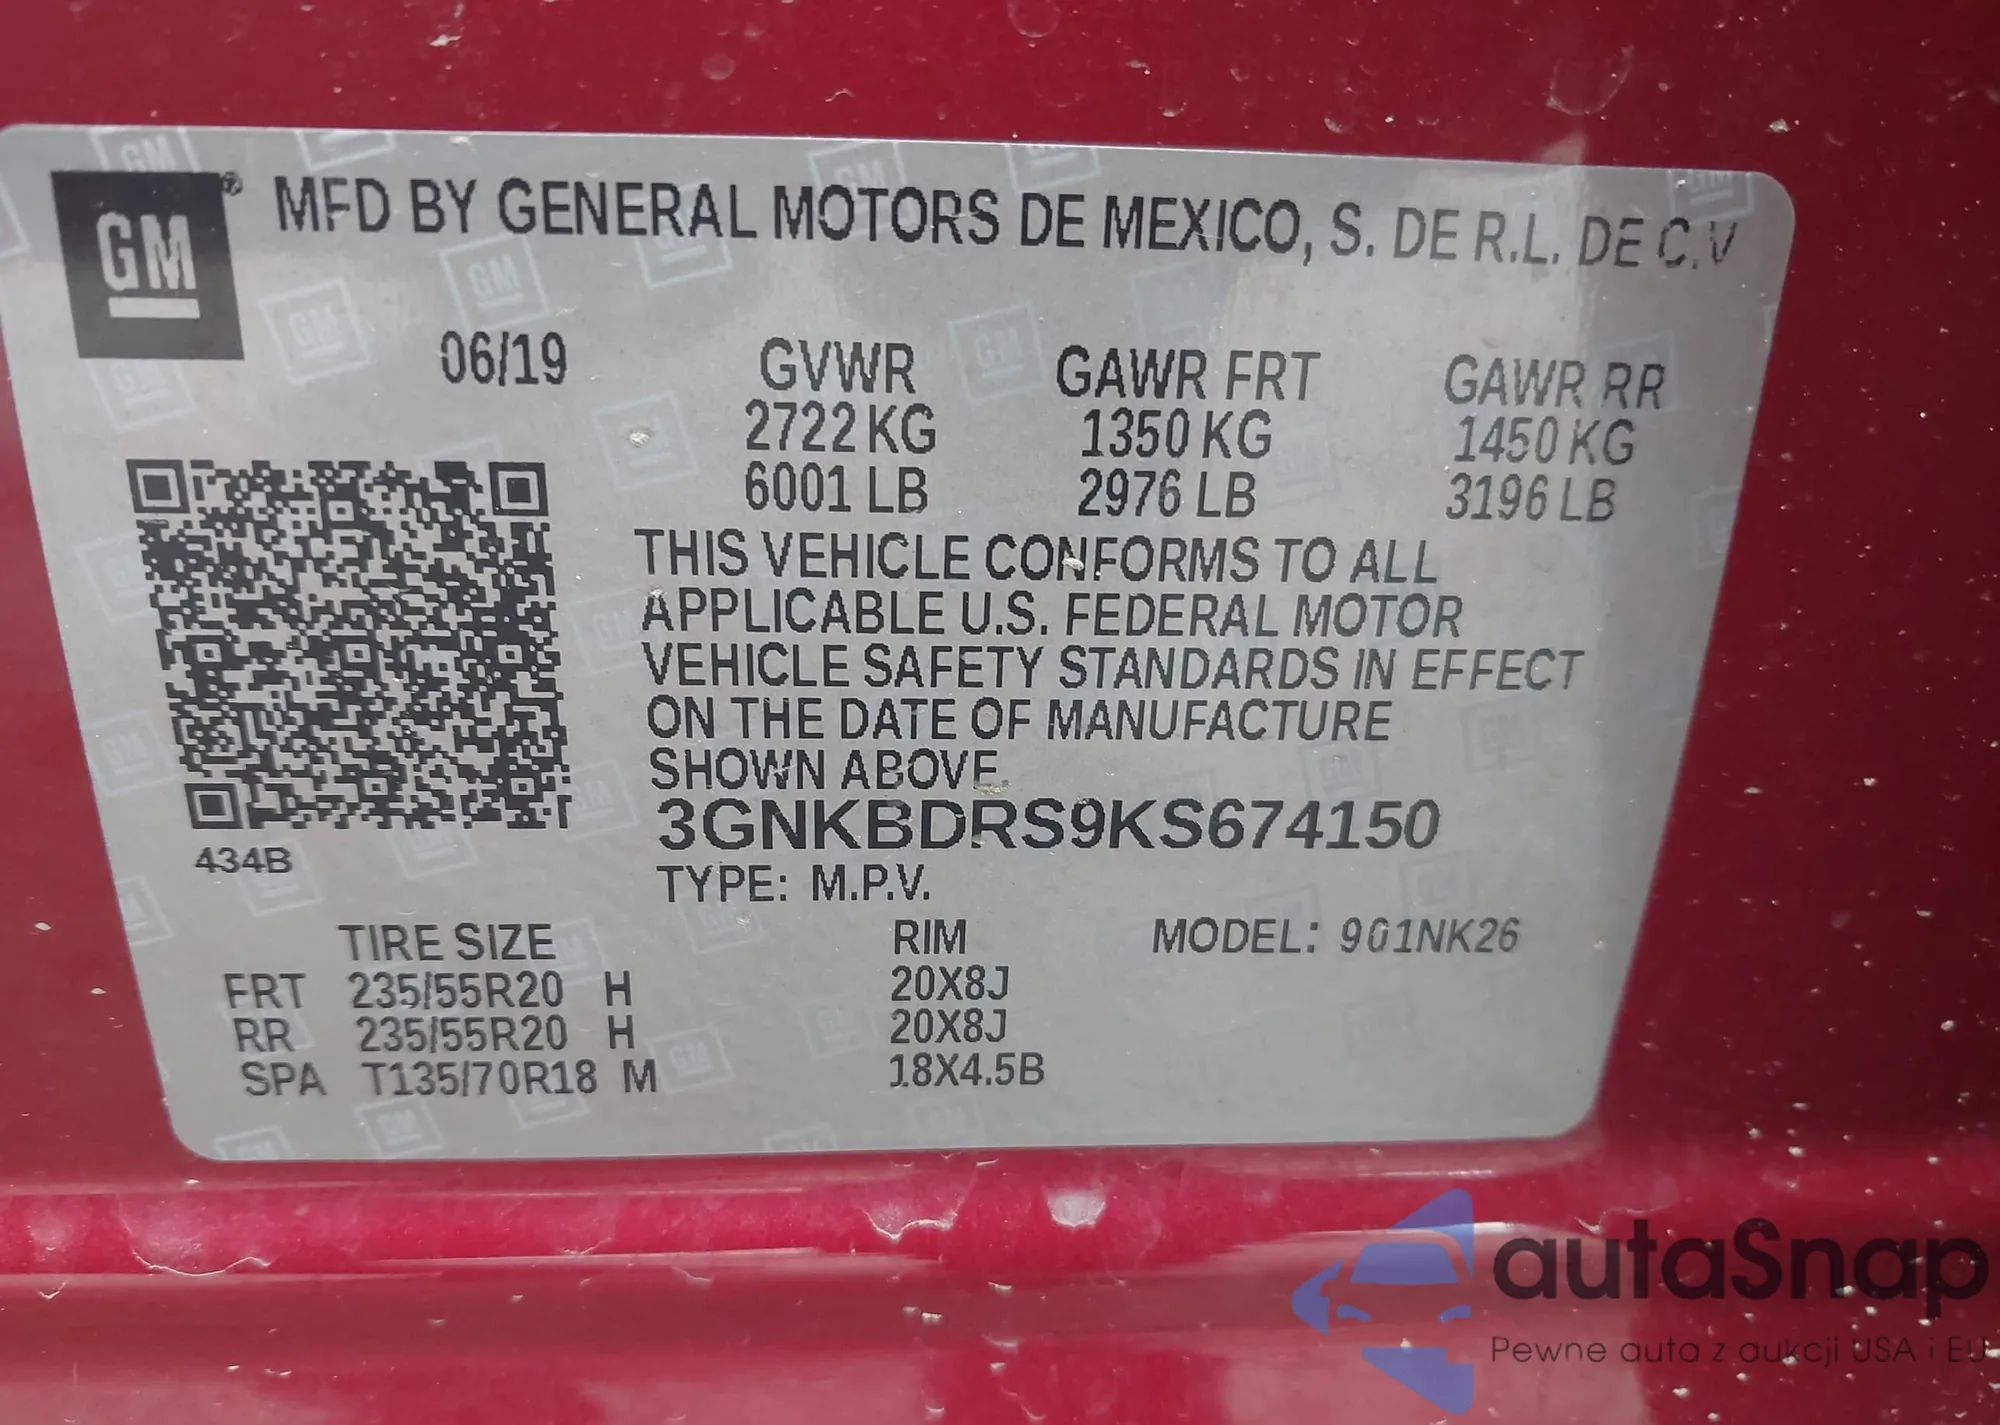 GM ® MFD BY GENERAL MOTORS DE MEXICO, S. DE R.L. DE C.V
06/19
GVWR GAWR FRT GAWR RR
2722 KG 1350 KG 1450 KG
6001 LB 2976 LB 3196 LB
THIS VEHICLE CONFORMS TO ALL
APPLICABLE U.S. FEDERAL MOTOR
VEHICLE SAFETY STANDARDS IN EFFECT
ON THE DATE OF MANUFACTURE
SHOWN ABOVE.
3GNKBDRS9KS674150
434B
TYPE: M.P.V.
TIRE SIZE RIM MODEL: 901NK26
FRT 235/55R20 H 20X8J
RR 235/55R20 H 20X8J
SPA T135/70R18 M 18X4.5B
autaSnap
Pewne auta z aukcji USA i EU